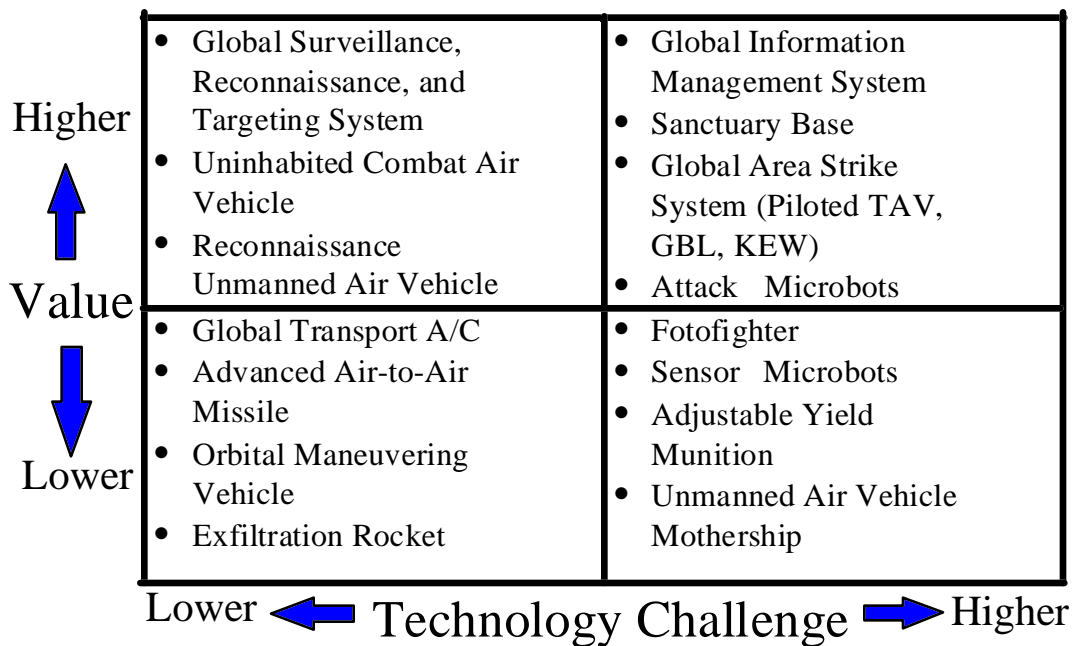 Higher
Value
Lower
• Global Surveillance,
Reconnaissance, and
Targeting System
• Uninhabited Combat Air
Vehicle
• Reconnaissance
Unmanned Air Vehicle
• Global Information
Management System
• Sanctuary Base
• Global Area Strike
System (Piloted TAV,
GBL, KEW)
• Attack Microbots
• Global Transport A/C
• Advanced Air-to-Air
Missile
• Orbital Maneuvering
Vehicle
• Exfiltration Rocket
• Fotofighter
• Sensor Microbots
• Adjustable Yield
Munition
• Unmanned Air Vehicle
Mothership
Lower Technology Challenge Higher